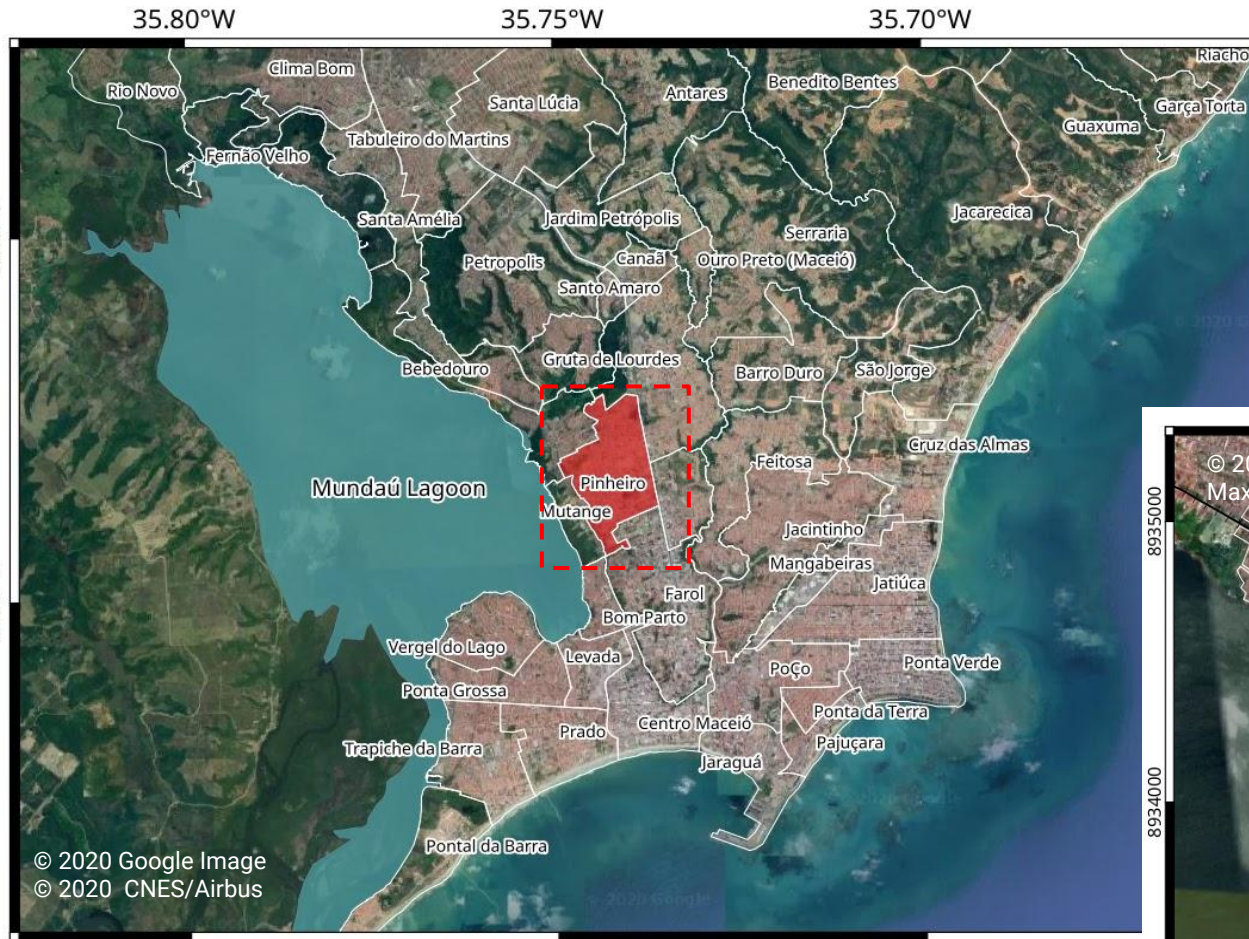 35.80°W
35.75°W
35.70°W
Riacho
Clima Bom
Rio Novo
Benedito Bentes
Antares
Santa Lúcia
Garça Torta
Guaxuma
Tabuleiro do Martins
Fernão Velho
Jacarecica
Santa Amélia
Jardim Petrópolis
Serraria
Canaã
Ouro Preto (Maceió)
Petropolis
Santo Amaro
Gruta de Lourdes
Bebedouro
Barro Duro
São Jorge
Cruz das Almas
Feitosa
Pinheiro
Mundaú Lagoon
Mutange
Jacintinho
Mangabeiras
Jatiúca
Farol
Bom Parto
Vergel do Lago
Levada
PoÇo
Ponta Verde
Ponta Grossa
Ponta da Terra
Centro Maceió
Prado
Pajuçara
Trapiche da Barra
Jaraguá
Pontal da Barra
© 2020 Google Image
© 2020 CNES/Airbus
© 2020 Google
8935000
8934000